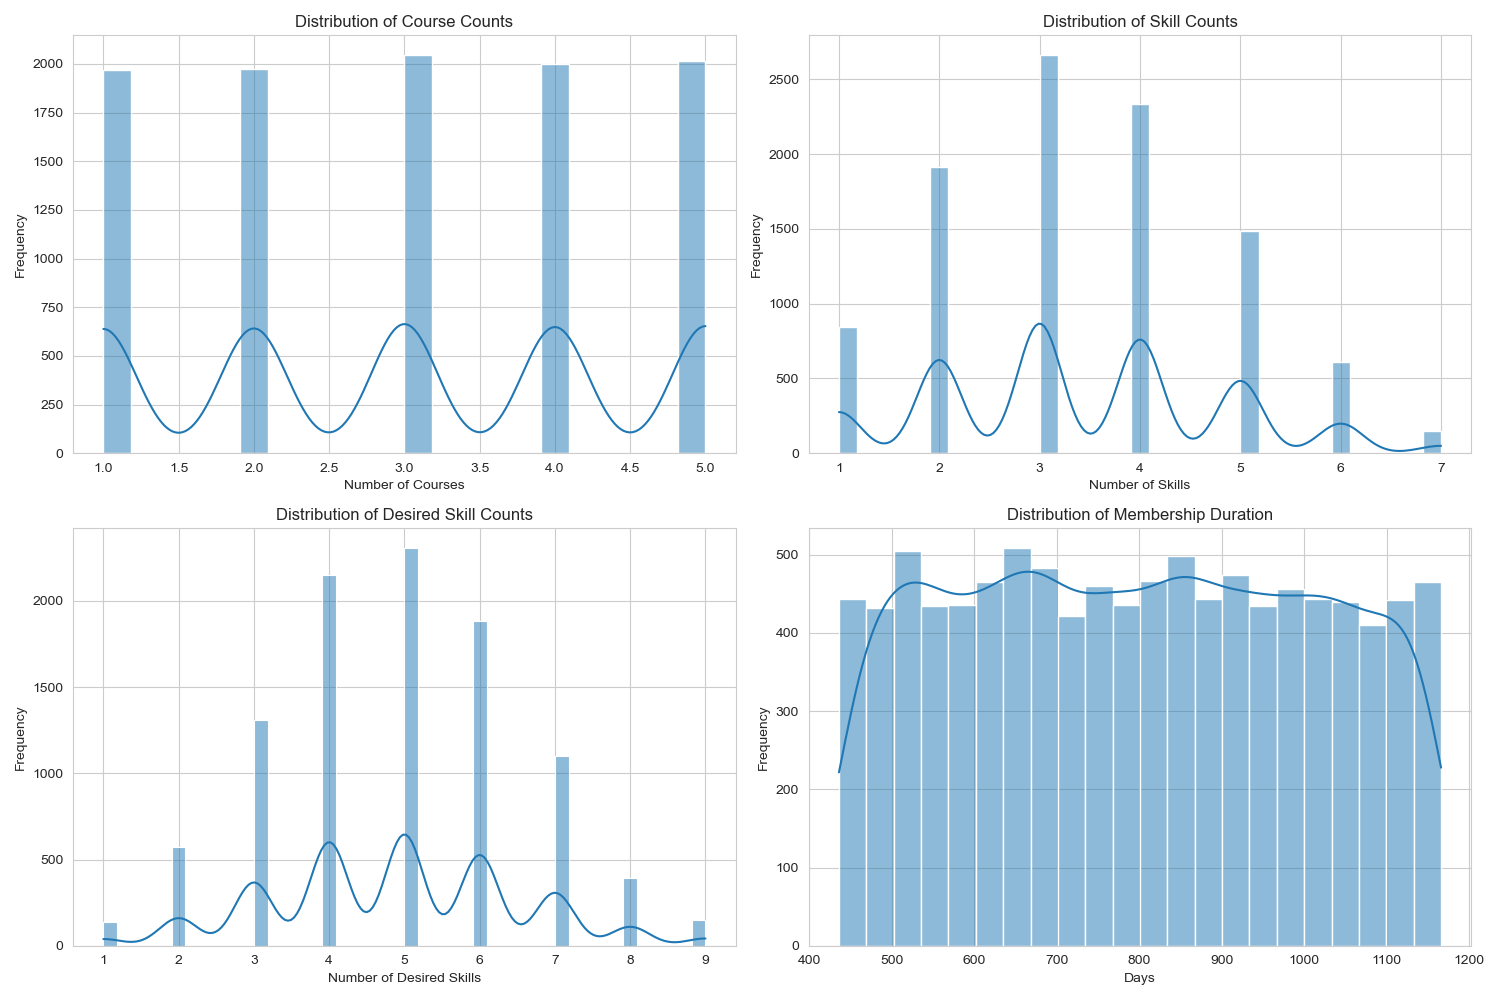 Distribution of Course Counts
Frequency
2000
1750
1500
1250
1000
750
500
250
0
1.0 1.5 2.0 2.5 3.0 3.5 4.0 4.5 5.0
Number of Courses
Distribution of Skill Counts
Frequency
2500
2000
1500
1000
500
0
1 2 3 4 5 6 7
Number of Skills
Distribution of Desired Skill Counts
Frequency
2000
1500
1000
500
0
1 2 3 4 5 6 7 8 9
Number of Desired Skills
Distribution of Membership Duration
Frequency
500
400
300
200
100
0
400 500 600 700 800 900 1000 1100 1200
Days